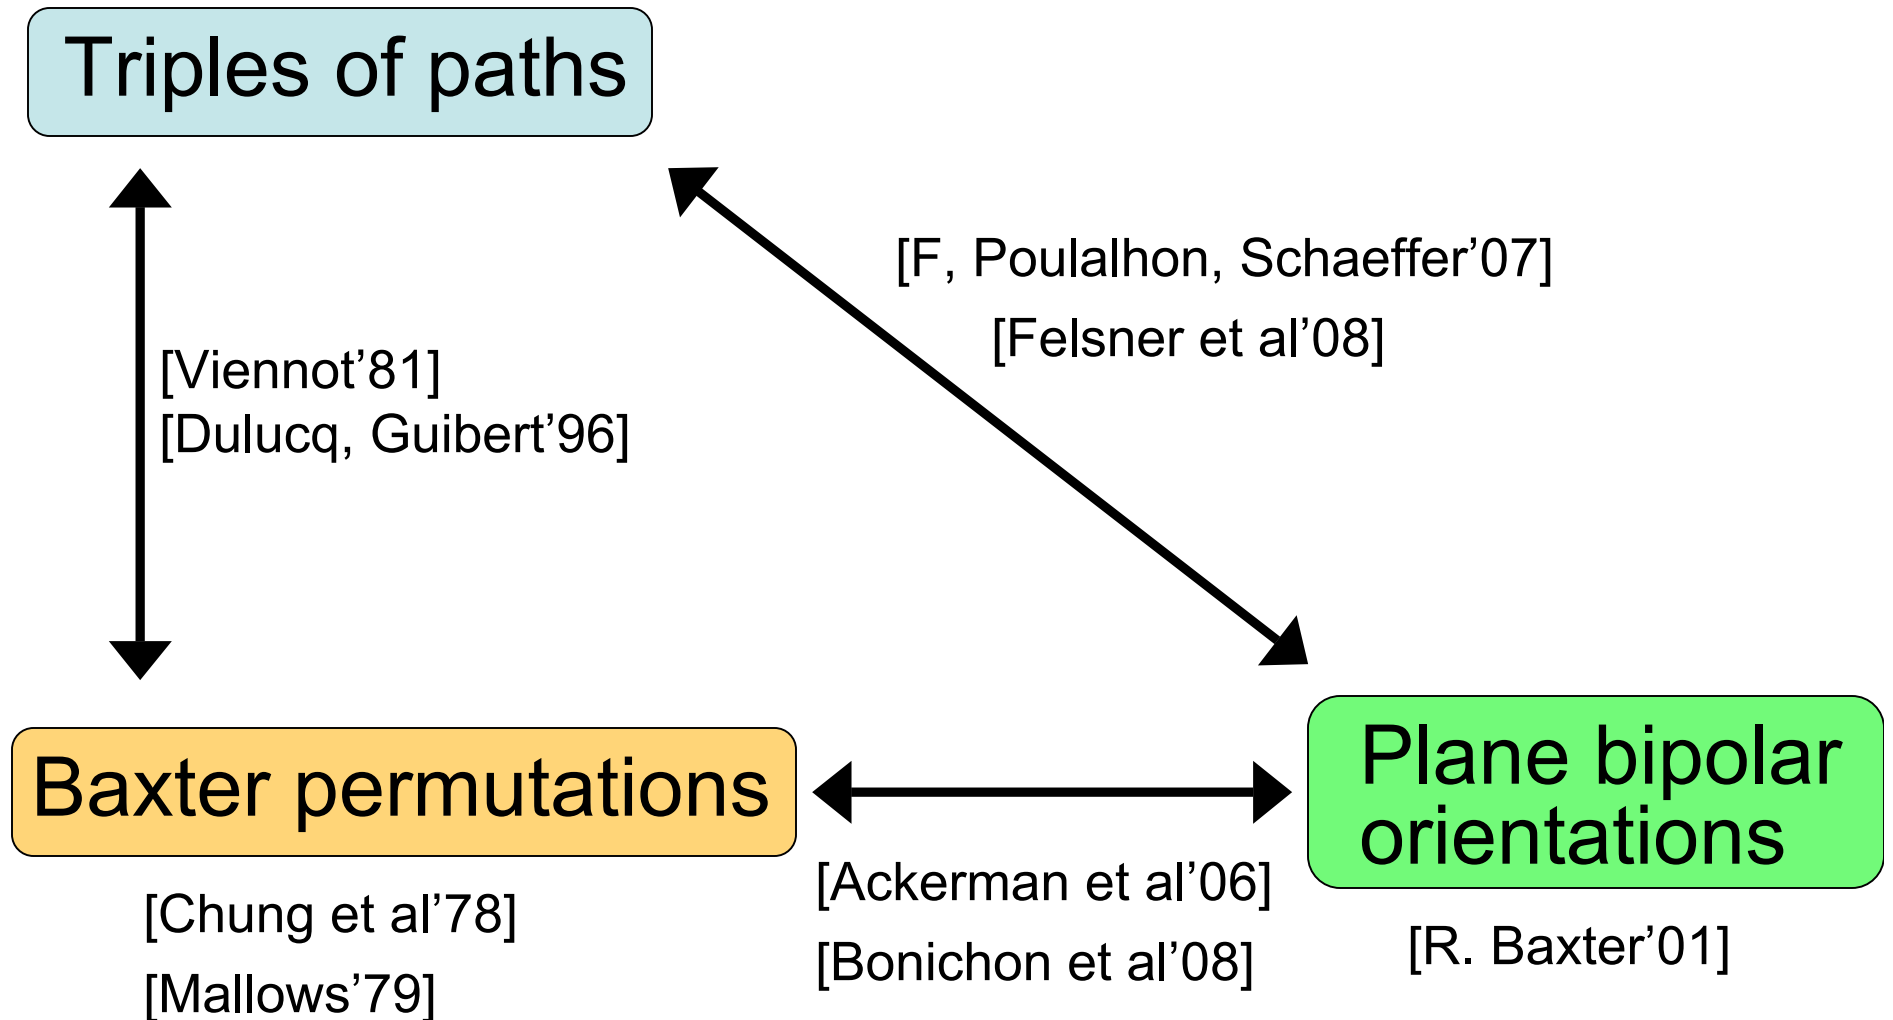 Triples of paths
[F, Poulalhon, Schaeffer’07]
[Felsner et al’08]
[Viennot’81]
[Dulucq, Guibert’96]
Baxter permutations
Plane bipolar
orientations
[Chung et al’78]
[Mallows’79]
[Ackerman et al’06]
[Bonichon et al’08]
[R. Baxter’01]